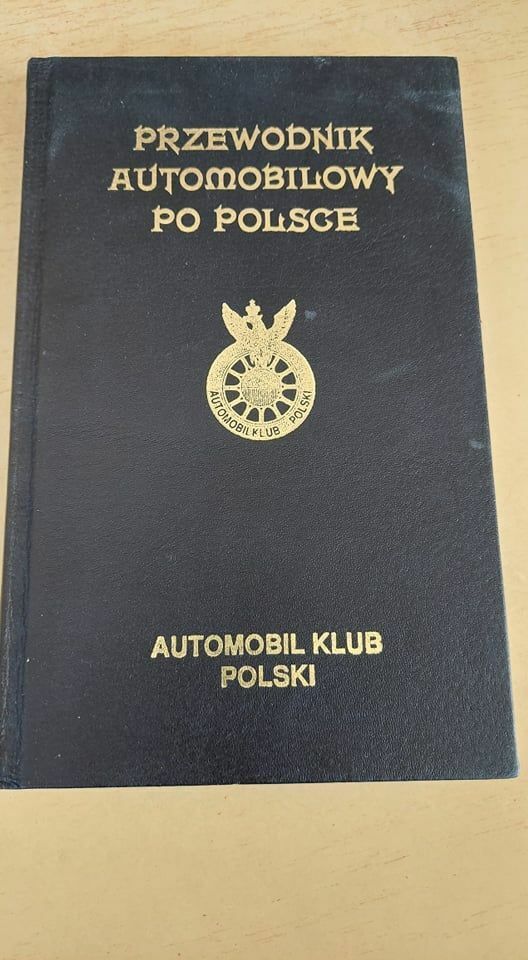 PRZEWODNIK
AUTOMOBILOWY
PO POLSCE
AUTOMOBILKLUB POLSKI
AUTOMOBIL KLUB
POLSKI